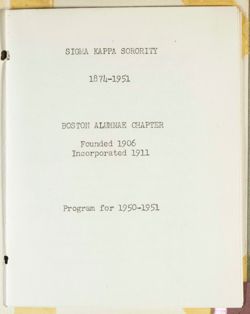 SIGMA KAPPA SORORITY
1874-1951
BOSTON ALUMNAE CHAPTER
Founded 1906
Incorporated 1911
Program for 1950-1951